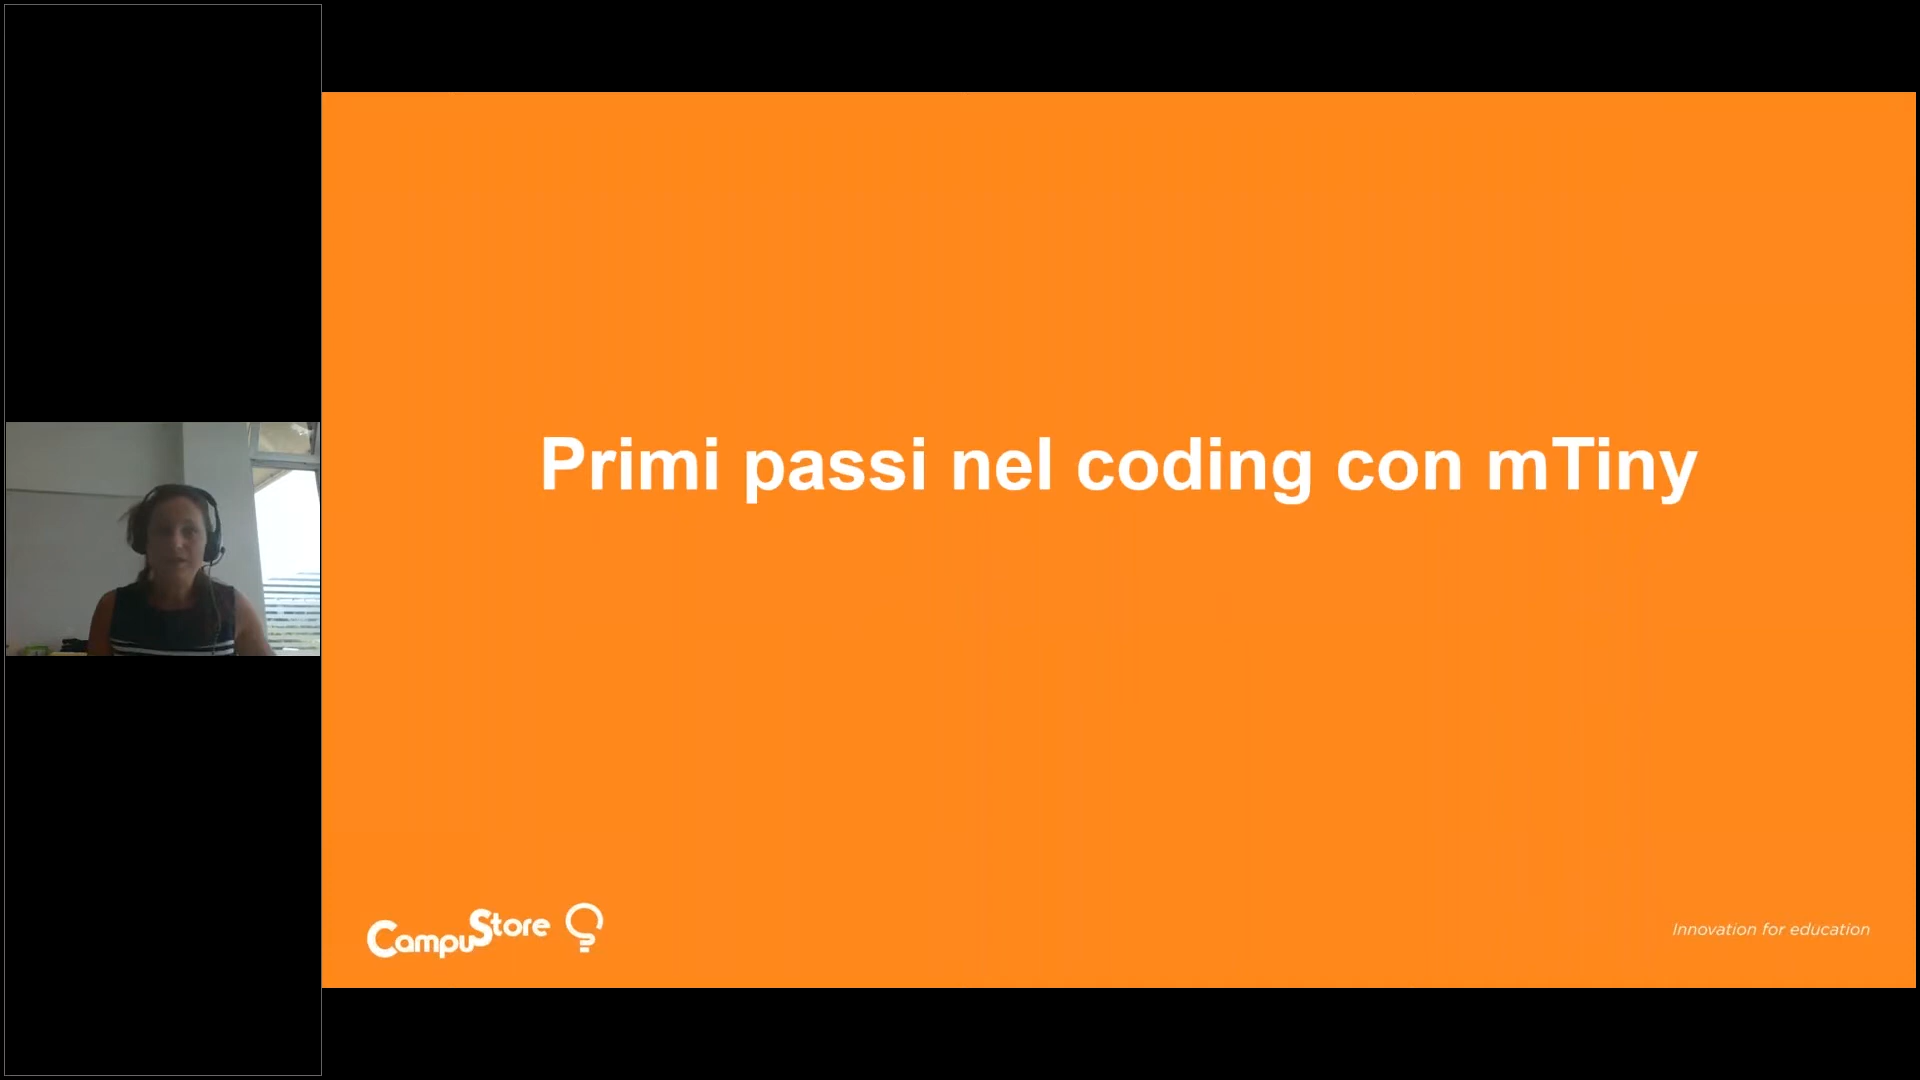 Primi passi nel coding con mTiny
CampuStore
Innovation for education